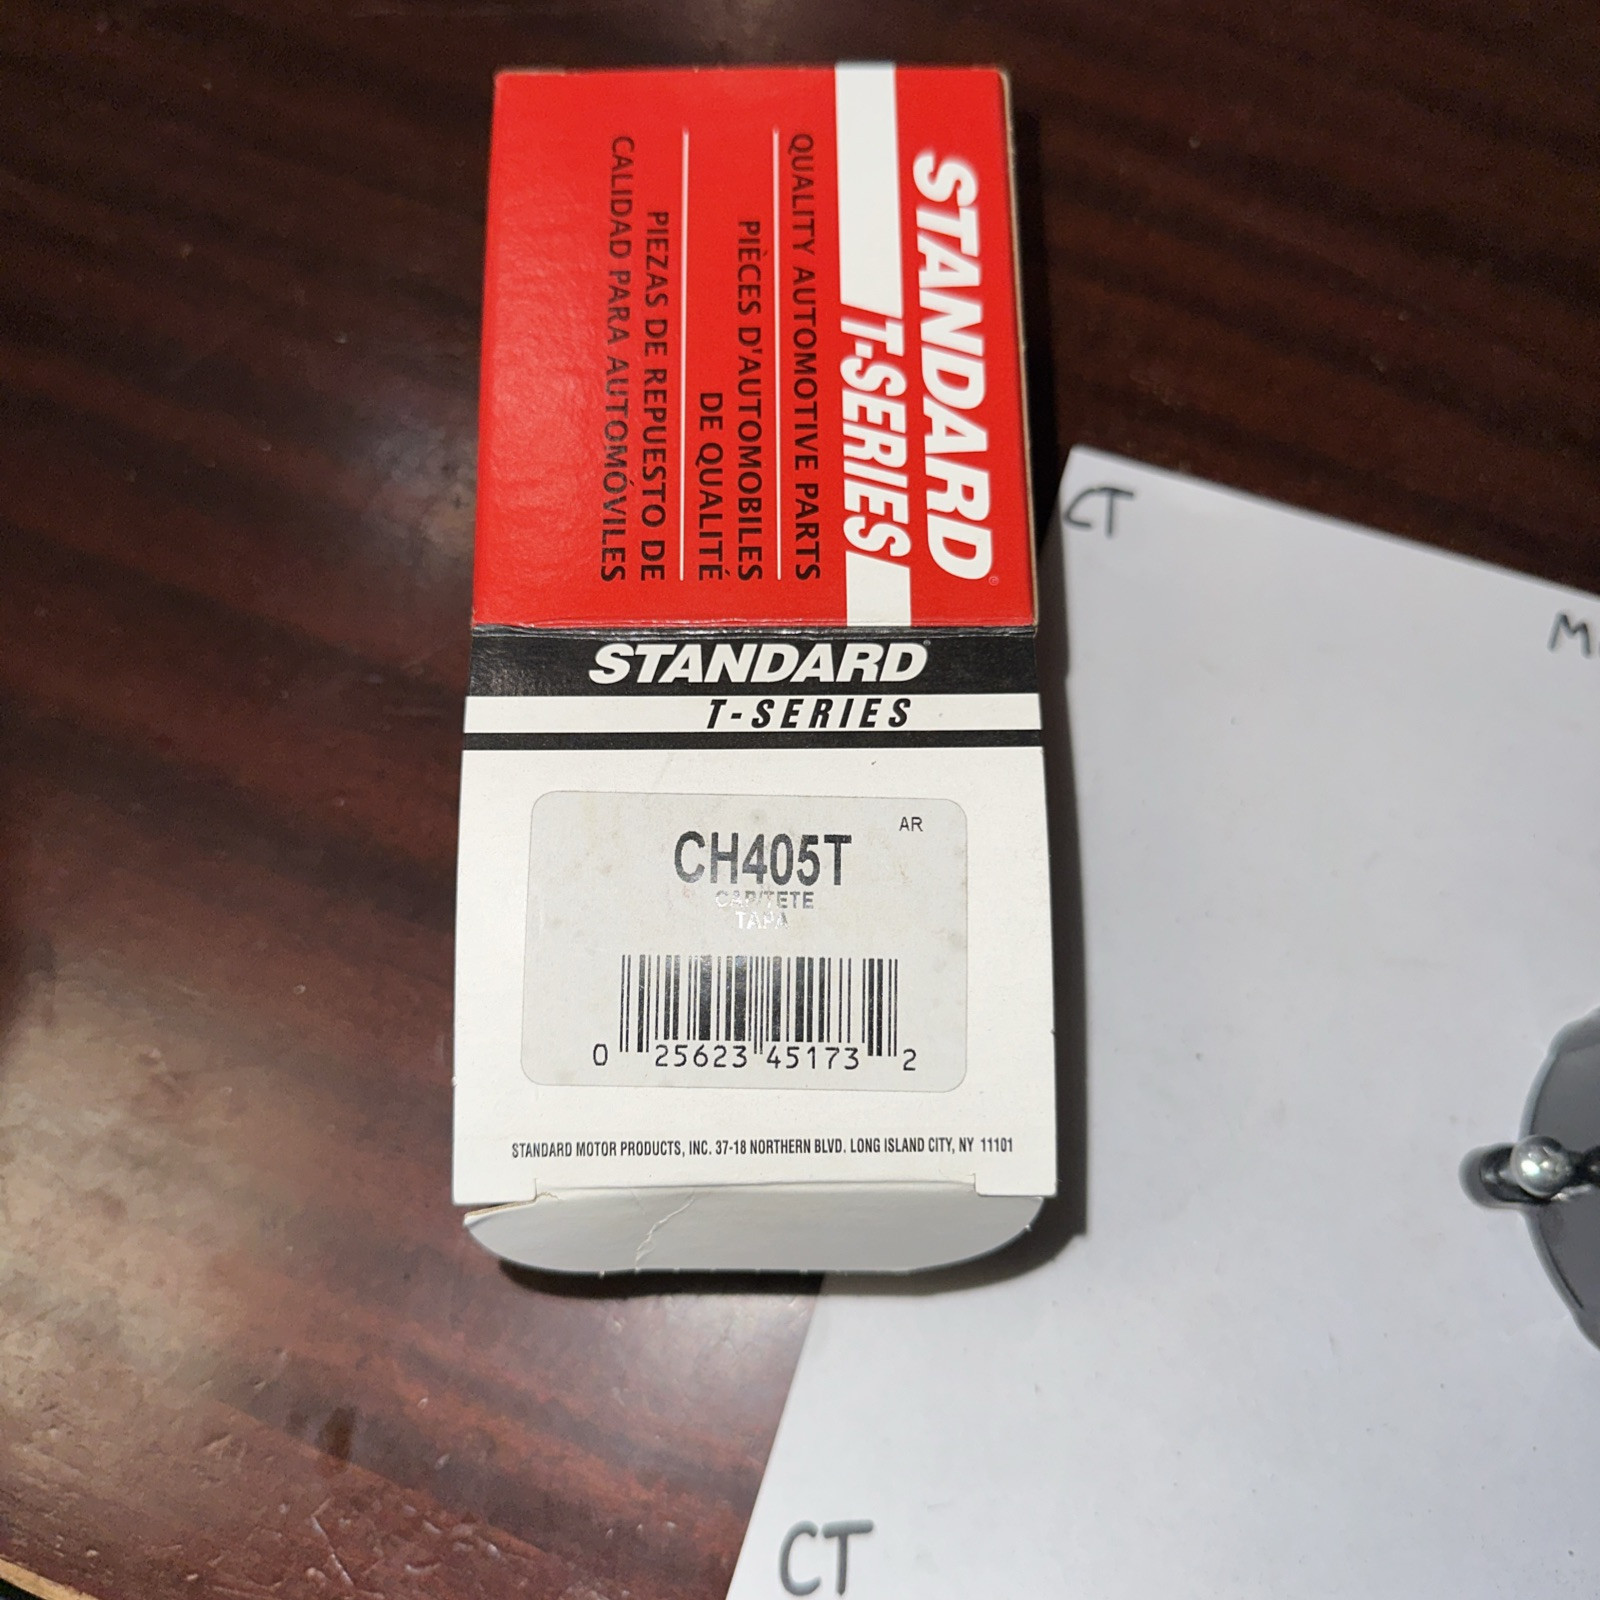 STANDARD®
T-SERIES
QUALITY AUTOMOTIVE PARTS
PIÈCES D'AUTOMOBILES
DE QUALITÉ
PIEZAS DE REPUESTO DE
CALIDAD PARA AUTOMÓVILES
STANDARD®
T-SERIES
AR
CH405T
CAP/TETE
TAPA
0 25623 45173 2
STANDARD MOTOR PRODUCTS, INC. 37-18 NORTHERN BLVD. LONG ISLAND CITY, NY 11101
CT
CT